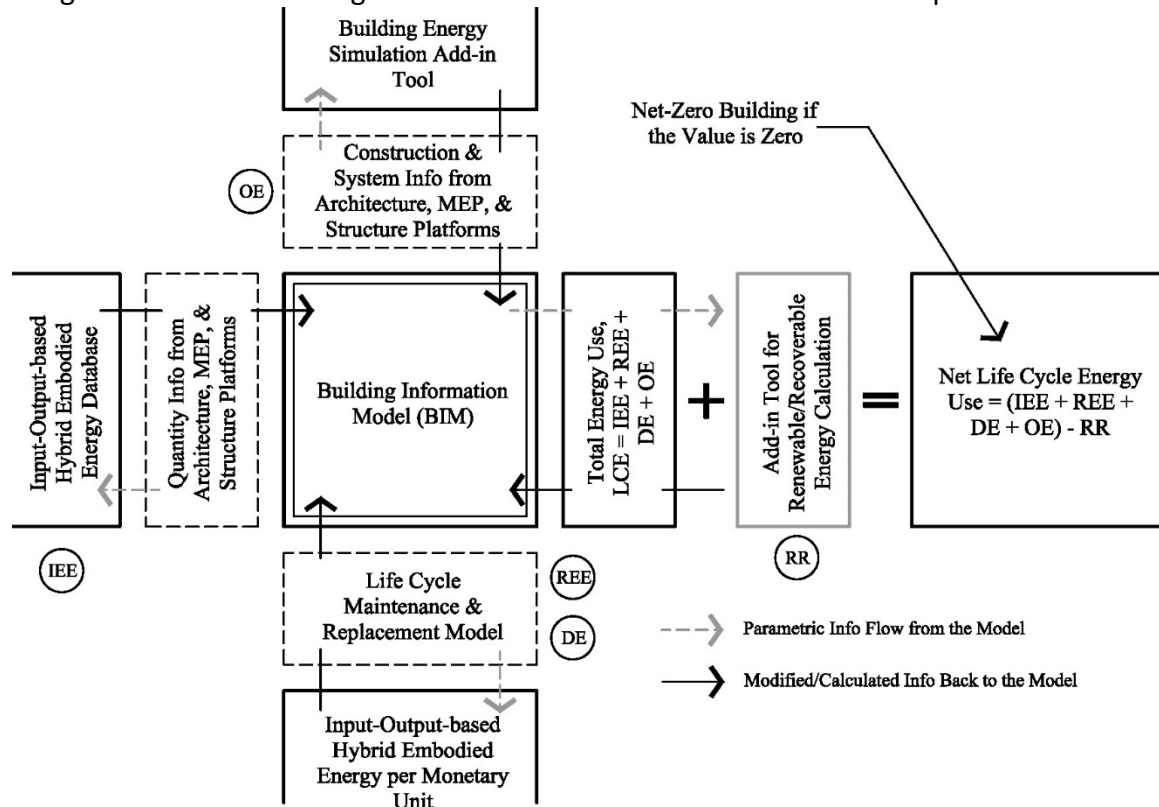 Building Energy
Simulation Add-in
Tool
Net-Zero Building if
the Value is Zero
OE
Construction &
System Info from
Architecture, MEP, &
Structure Platforms
Input-Output-based
Hybrid Embodied
Energy Database
Quantity Info from
Architecture, MEP, &
Structure Platforms
Building Information
Model (BIM)
Total Energy Use,
LCE = IEE + REE +
DE + OE
+
Add-in Tool for
Renewable/Recoverable
Energy Calculation
=
Net Life Cycle Energy
Use = (IEE + REE +
DE + OE) - RR
IEE
RR
Life Cycle
Maintenance &
Replacement Model
REE
DE
Parametric Info Flow from the Model
Modified/Calculated Info Back to the Model
Input-Output-based
Hybrid Embodied
Energy per Monetary
Unit